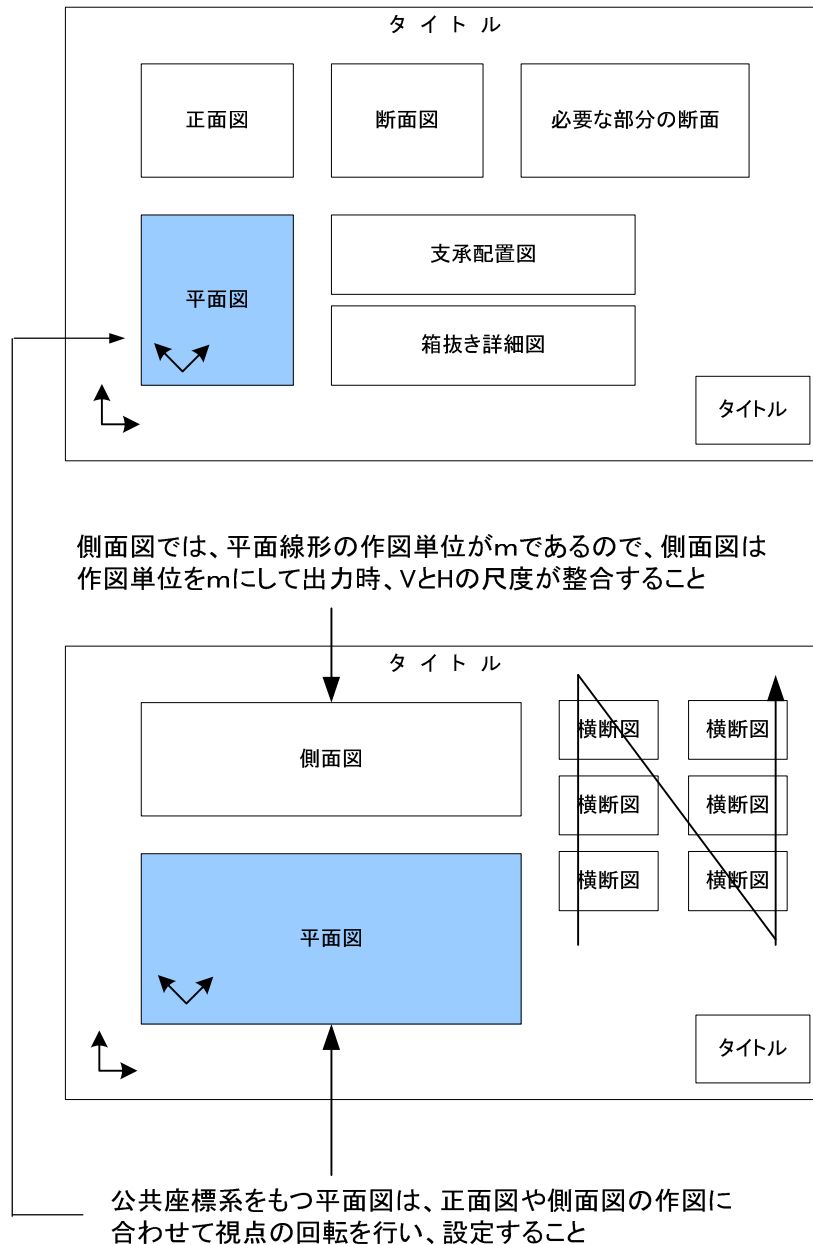 タ イ ト ル
正面図
断面図
必要な部分の断面
平面図
支承配置図
箱抜き詳細図
タイトル
側面図では、平面線形の作図単位がｍであるので、側面図は
作図単位をｍにして出力時、ＶとＨの尺度が整合すること
タ イ ト ル
側面図
横断図
横断図
横断図
横断図
横断図
横断図
平面図
タイトル
公共座標系をもつ平面図は、正面図や側面図の作図に
合わせて視点の回転を行い、設定すること